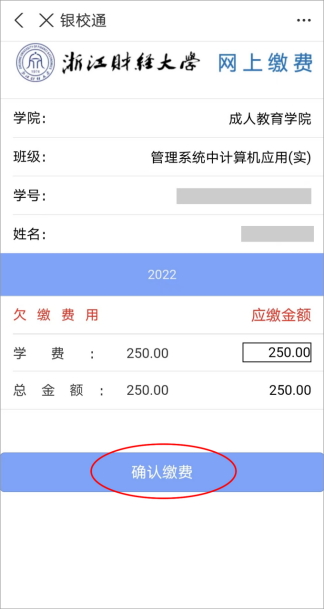 银校通
浙江财经大学 网上缴费
学院： 成人教育学院
班级： 管理系统中计算机应用(实)
学号：
姓名：
2022
欠缴费用 应缴金额
学费： 250.00 250.00
总金额： 250.00 250.00
确认缴费